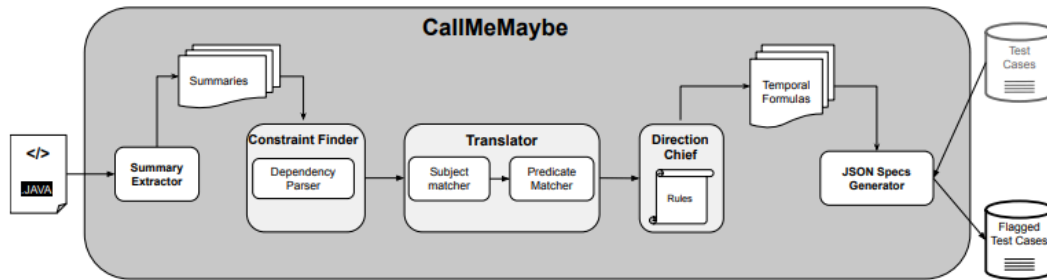 CallMeMaybe
Test
Cases
Summaries
Temporal
Formulas
</>
.JAVA
Summary
Extractor
Constraint Finder
Dependency
Parser
Translator
Subject
matcher
Predicate
Matcher
Direction
Chief
Rules
JSON Specs
Generator
Flagged
Test Cases